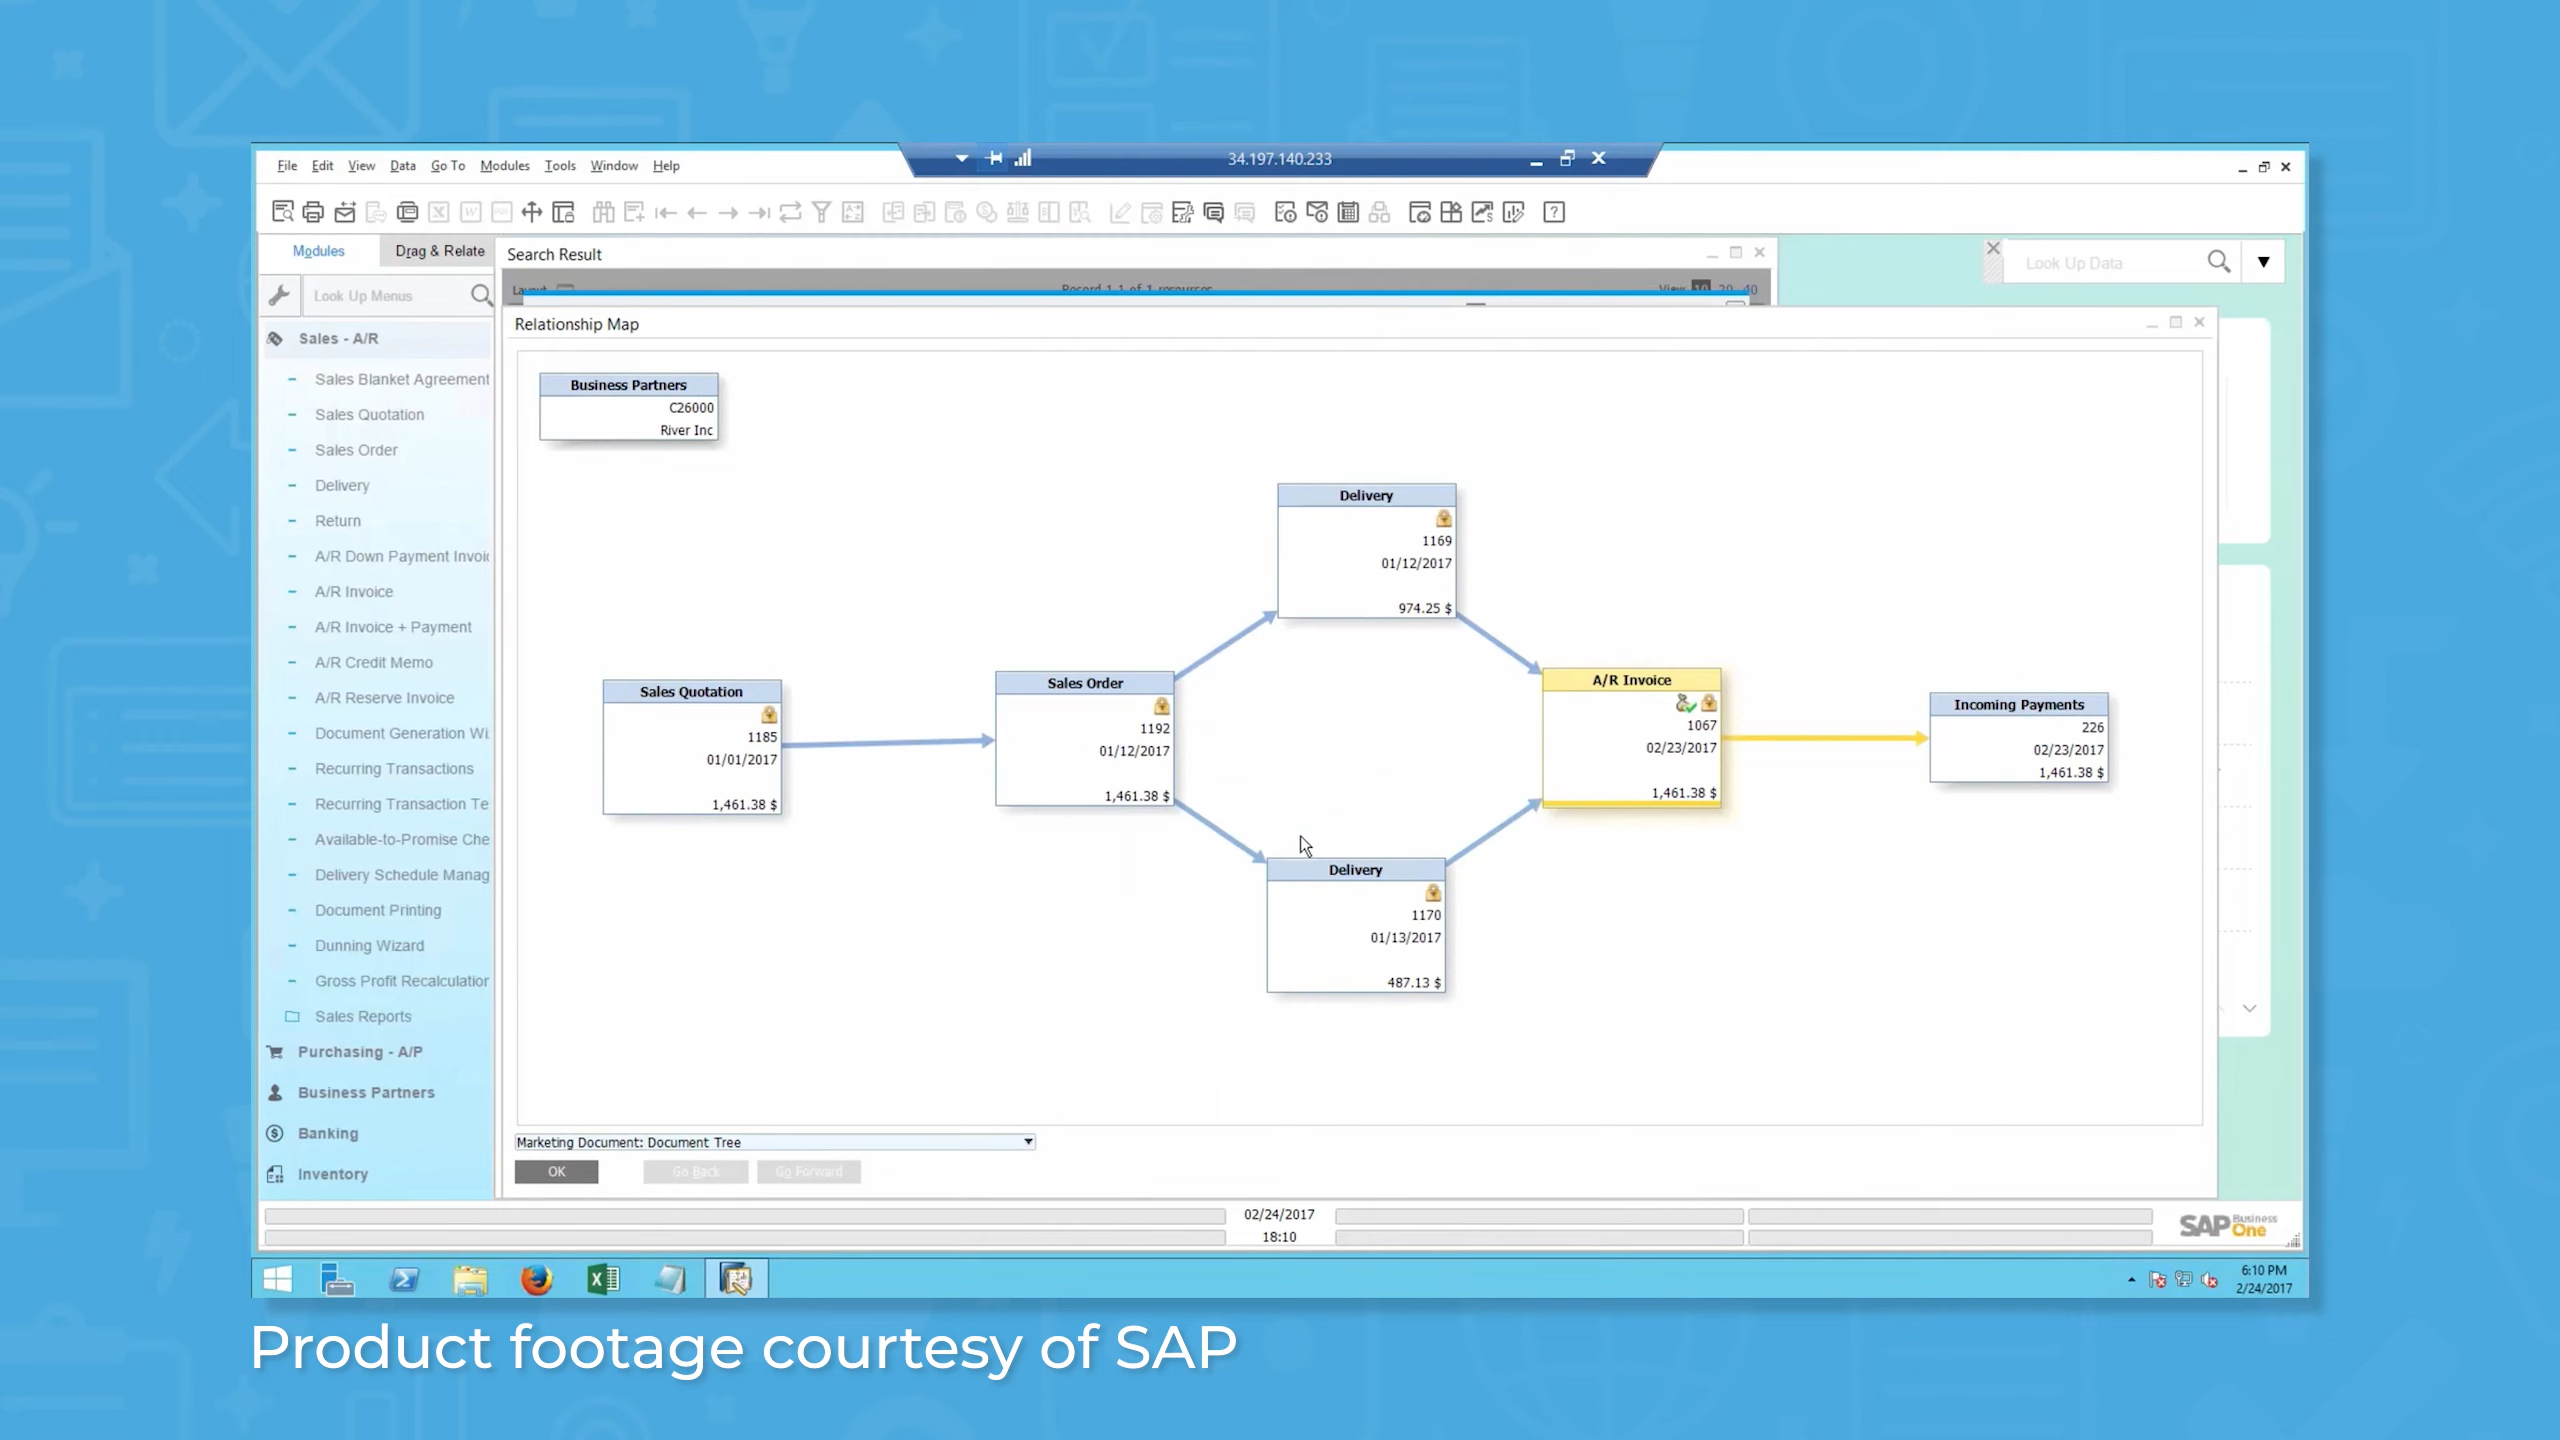 34.197.140.233
File Edit View Data Go To Modules Tools Window Help
Modules Drag & Relate
Look Up Menus
Sales - A/R
Sales Blanket Agreement
Sales Quotation
Sales Order
Delivery
Return
A/R Down Payment Invoi
A/R Invoice
A/R Invoice + Payment
A/R Credit Memo
A/R Reserve Invoice
Document Generation Wi
Recurring Transactions
Recurring Transaction Te
Available-to-Promise Che
Delivery Schedule Manag
Document Printing
Dunning Wizard
Gross Profit Recalculation
Sales Reports
Purchasing - A/P
Business Partners
Banking
Inventory
Search Result
Look Up Data
Relationship Map
Business Partners
C26000
River Inc
Sales Quotation
1185
01/01/2017
1,461.38 $
Sales Order
1192
01/12/2017
1,461.38 $
Delivery
1169
01/12/2017
974.25 $
Delivery
1170
01/13/2017
487.13 $
A/R Invoice
1067
02/23/2017
1,461.38 $
Incoming Payments
226
02/23/2017
1,461.38 $
Marketing Document: Document Tree
OK Go Back Go Forward
02/24/2017
18:10
SAP Business One
6:10 PM
2/24/2017
Product footage courtesy of SAP